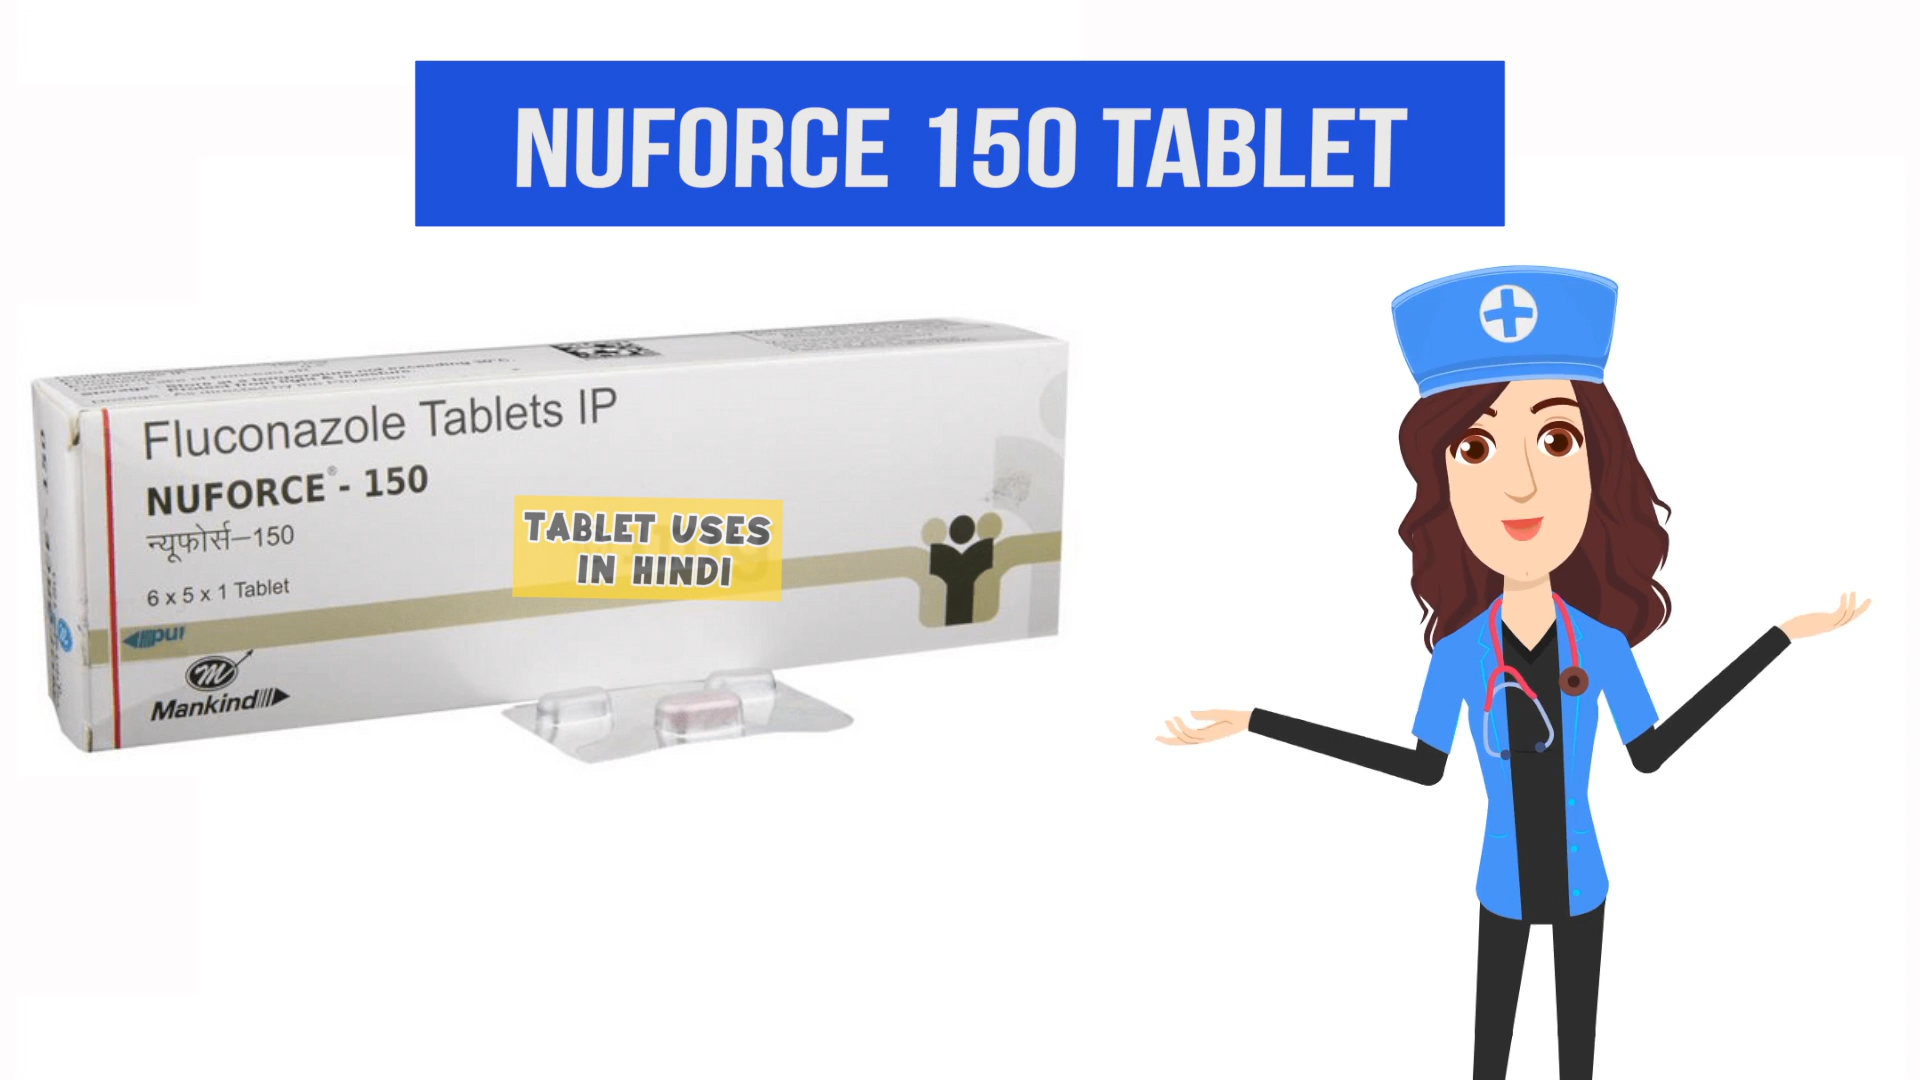 NUFORCE 150 TABLET
Fluconazole Tablets IP
NUFORCE® - 150
न्यूफोर्स–150
6 x 5 x 1 Tablet
TABLET USES
IN HINDI
Mankind